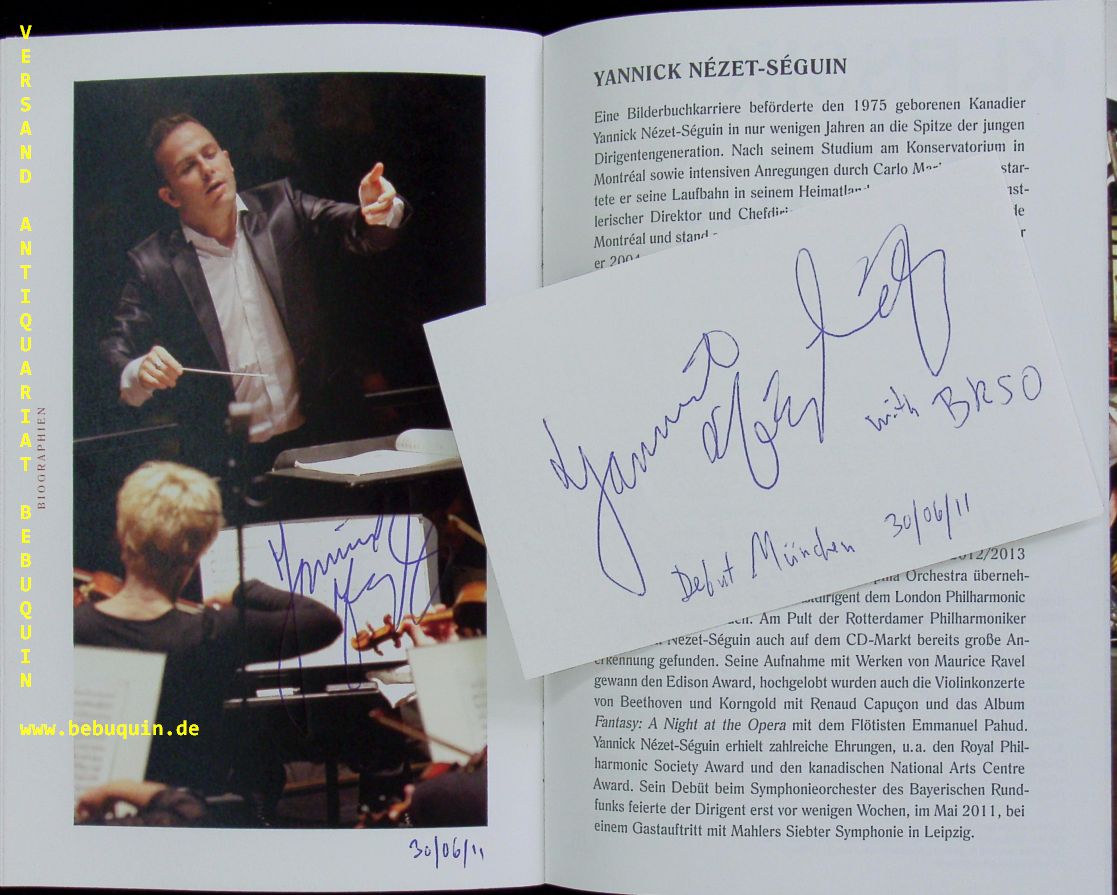 VERSAND ANTIQUARIAT BEBUQUIN
www.bebuquin.de
BIOGRAPHIEN
30/06/11
YANNICK NÉZET-SÉGUIN
Eine Bilderbuchkarriere beförderte den 1975 geborenen Kanadier
Yannick Nézet-Séguin in nur wenigen Jahren an die Spitze der jungen
Dirigentengeneration. Nach seinem Studium am Konservatorium in
Montréal sowie intensiven Anregungen durch Carlo star-
tete er seine Laufbahn in seinem
lerischer Direktor und
Montréal und stand
er
Yannick
with BRSO
Debut München 30/06/11
2012/2013
Orchestra überneh-
dem London Philharmonic
Am Pult der Rotterdamer Philharmoniker
Nézet-Séguin auch auf dem CD-Markt bereits große An-
erkennung gefunden. Seine Aufnahme mit Werken von Maurice Ravel
gewann den Edison Award, hochgelobt wurden auch die Violinkonzerte
von Beethoven und Korngold mit Renaud Capuçon und das Album
Fantasy: A Night at the Opera mit dem Flötisten Emmanuel Pahud.
Yannick Nézet-Séguin erhielt zahlreiche Ehrungen, u. a. den Royal Phil-
harmonic Society Award und den kanadischen National Arts Centre
Award. Sein Debüt beim Symphonieorchester des Bayerischen Rund-
funks feierte der Dirigent erst vor wenigen Wochen, im Mai 2011, bei
einem Gastauftritt mit Mahlers Siebter Symphonie in Leipzig.